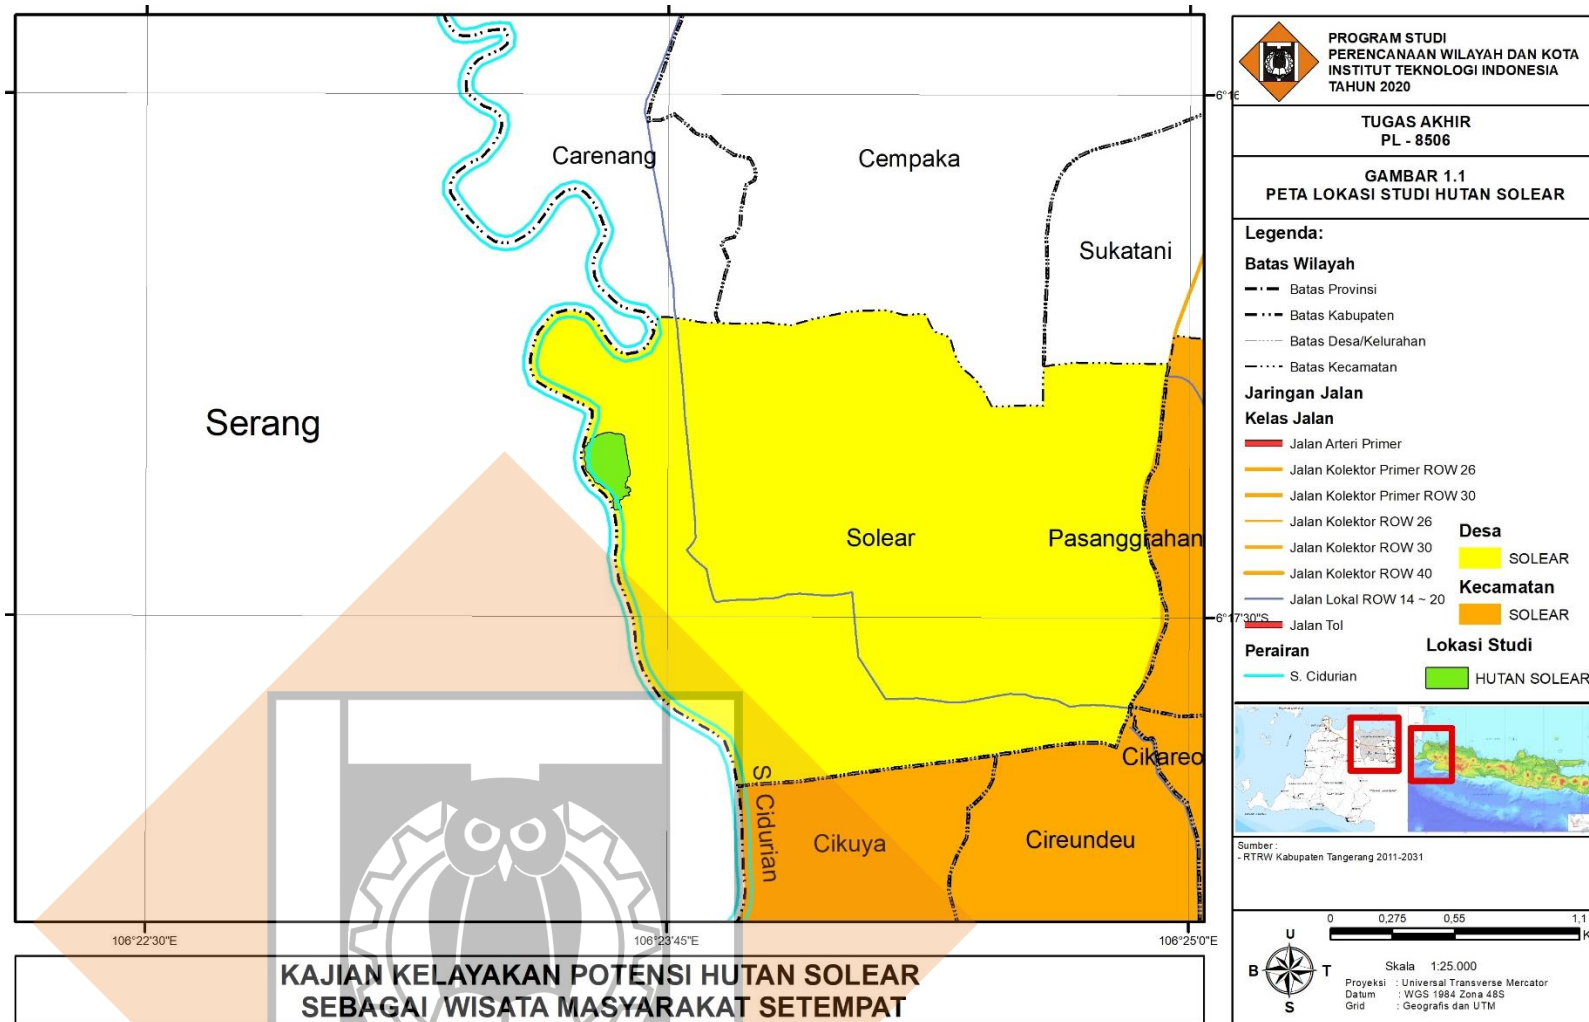 Carenang
Cempaka
Sukatani
Serang
Solear
Pasanggrahan
Cikareo
S. Cidurian
Cikuya
Cireundeu
6°16
6°17'30"S
106°22'30"E
106°23'45"E
106°25'0"E
KAJIAN KELAYAKAN POTENSI HUTAN SOLEAR
SEBAGAI WISATA MASYARAKAT SETEMPAT
PROGRAM STUDI
PERENCANAAN WILAYAH DAN KOTA
INSTITUT TEKNOLOGI INDONESIA
TAHUN 2020
TUGAS AKHIR
PL - 8506
GAMBAR 1.1
PETA LOKASI STUDI HUTAN SOLEAR
Legenda:
Batas Wilayah
Batas Provinsi
Batas Kabupaten
Batas Desa/Kelurahan
Batas Kecamatan
Jaringan Jalan
Kelas Jalan
Jalan Arteri Primer
Jalan Kolektor Primer ROW 26
Jalan Kolektor Primer ROW 30
Jalan Kolektor ROW 26
Jalan Kolektor ROW 30
Jalan Kolektor ROW 40
Jalan Lokal ROW 14 ~ 20
Jalan Tol
Perairan
S. Cidurian
Desa
SOLEAR
Kecamatan
SOLEAR
Lokasi Studi
HUTAN SOLEAR
Sumber :
- RTRW Kabupaten Tangerang 2011-2031
0 0,275 0,55 1,1
K
U
B T
S
Skala 1:25.000
Proyeksi : Universal Transverse Mercator
Datum : WGS 1984 Zona 48S
Grid : Geografis dan UTM